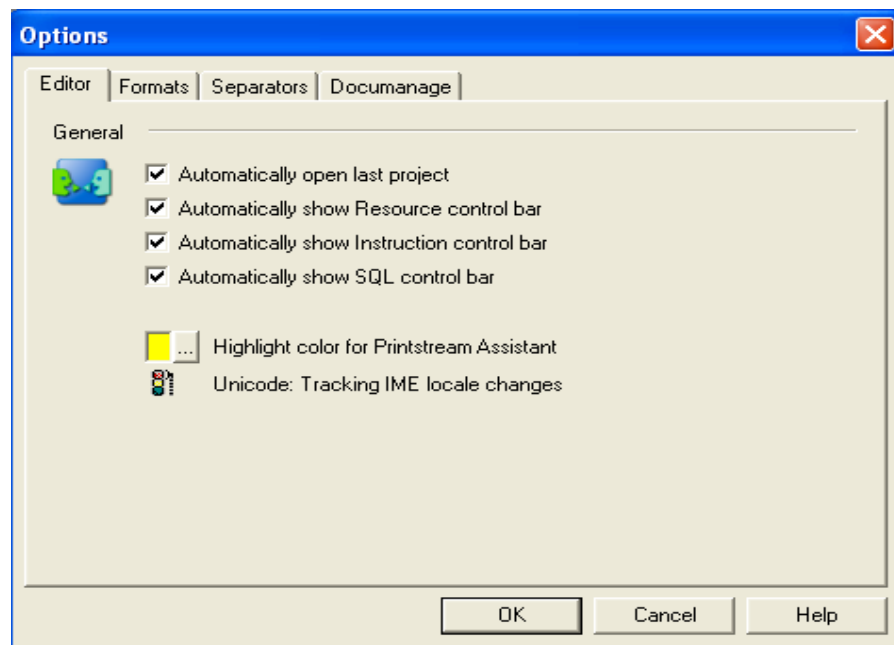 Options
Editor Formats Separators Documanage
General
Automatically open last project
Automatically show Resource control bar
Automatically show Instruction control bar
Automatically show SQL control bar
... Highlight color for Printstream Assistant
Unicode: Tracking IME locale changes
OK Cancel Help